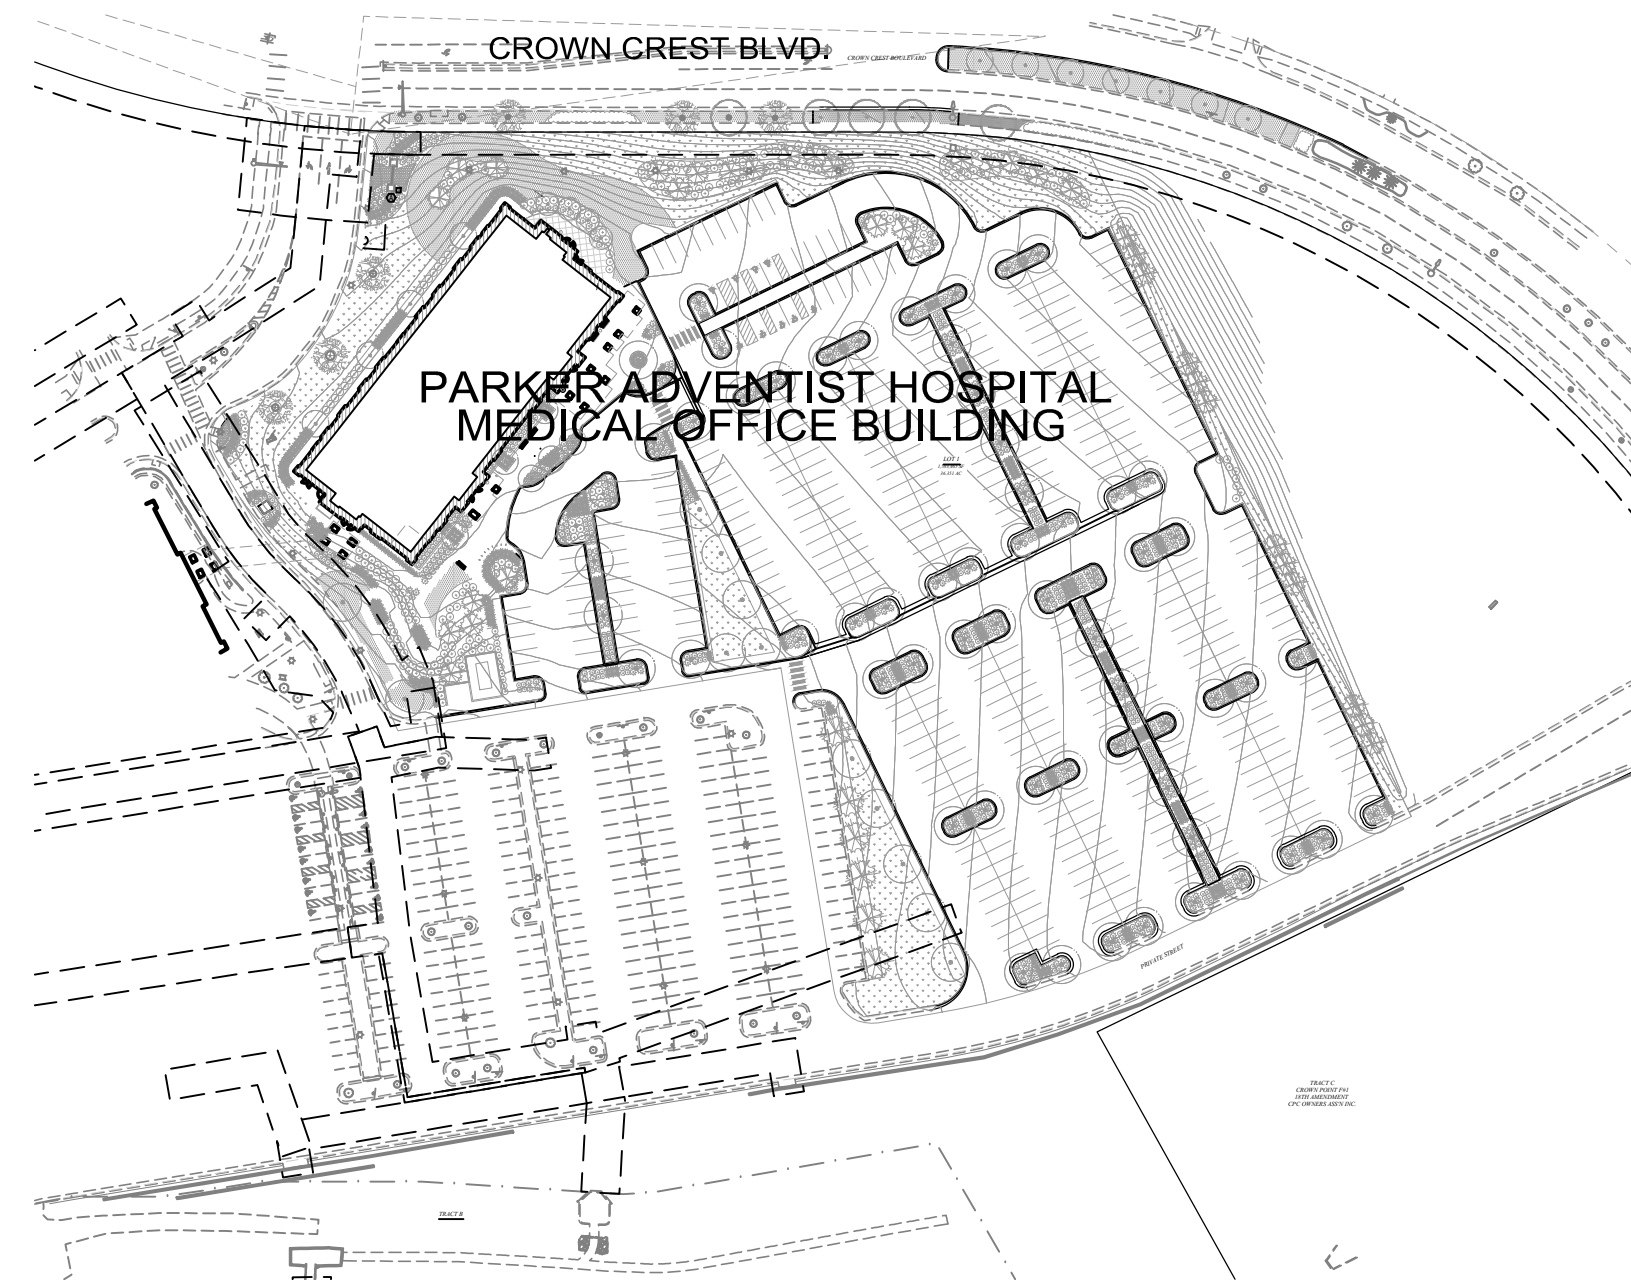 CROWN CREST BLVD.
CROWN CREST BOULEVARD
PARKER ADVENTIST HOSPITAL
MEDICAL OFFICE BUILDING
LOT 1
PRIVATE STREET
TRACT C
CROWN POINT F#1
18TH AMENDMENT
CPC OWNERS ASS'N INC.
TRACT B